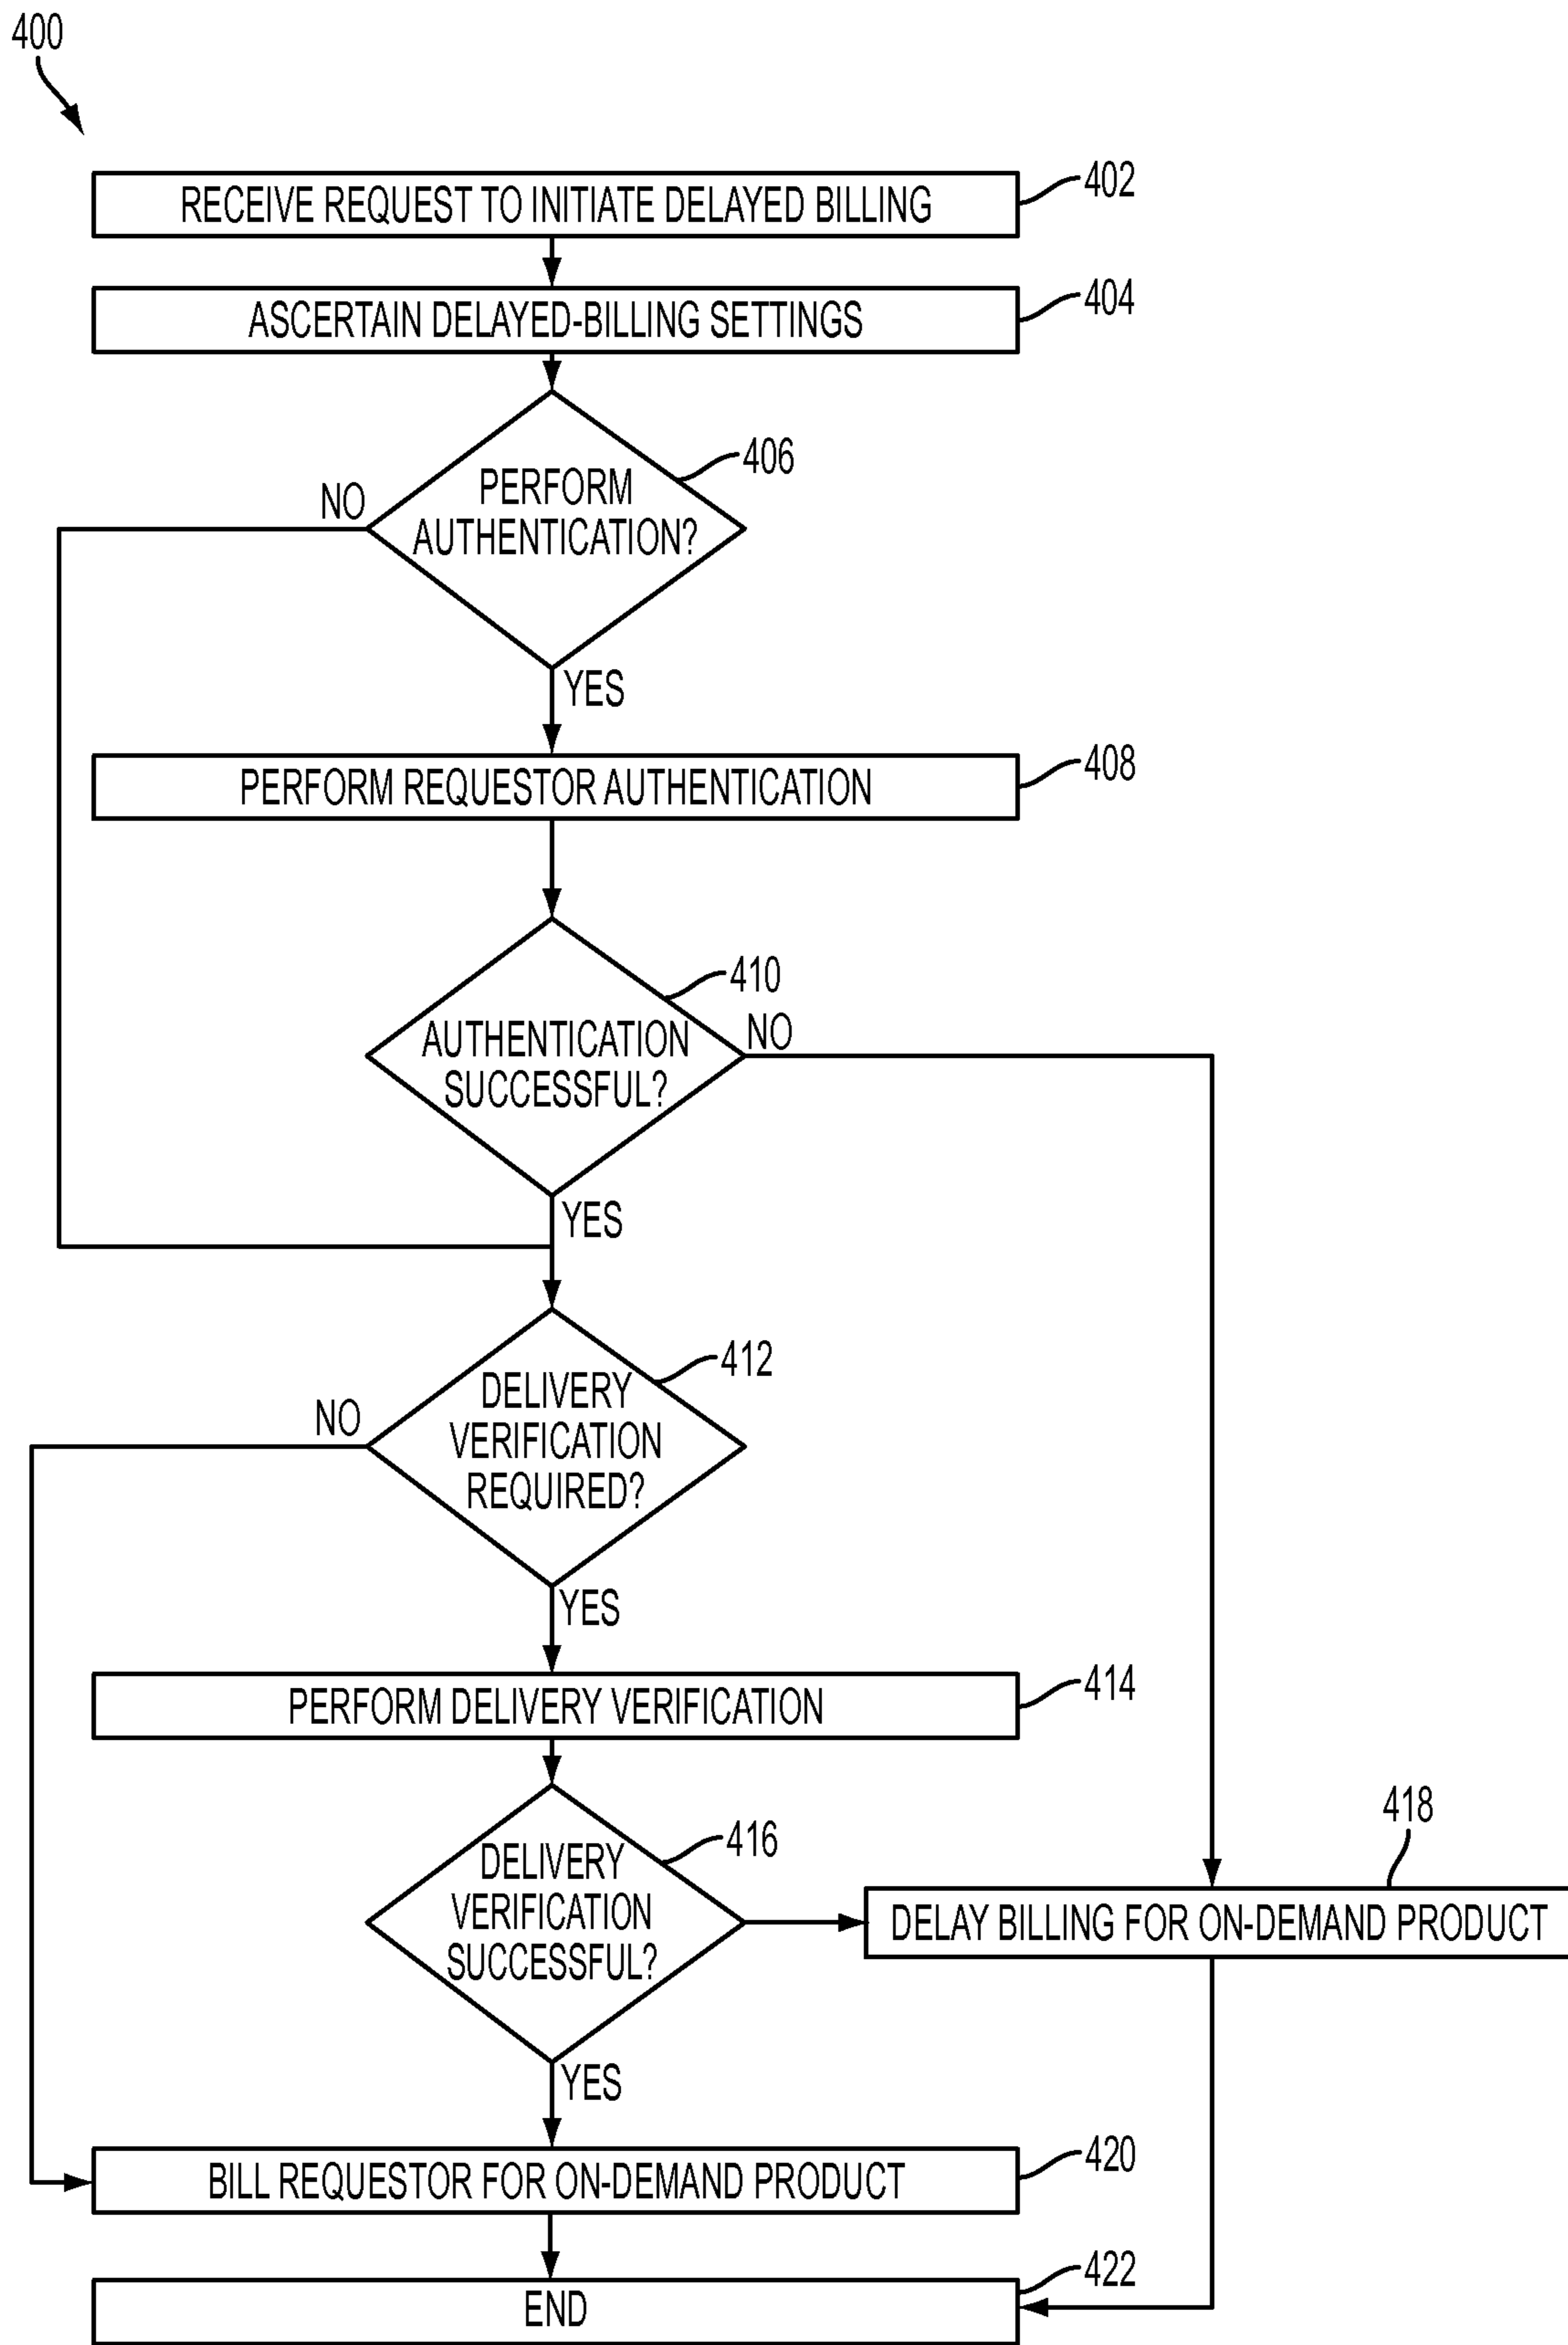 400
RECEIVE REQUEST TO INITIATE DELAYED BILLING
402
ASCERTAIN DELAYED-BILLING SETTINGS
404
406
PERFORM
AUTHENTICATION?
NO
YES
PERFORM REQUESTOR AUTHENTICATION
408
410
AUTHENTICATION
SUCCESSFUL?
NO
YES
412
DELIVERY
VERIFICATION
REQUIRED?
NO
YES
PERFORM DELIVERY VERIFICATION
414
416
DELIVERY
VERIFICATION
SUCCESSFUL?
418
DELAY BILLING FOR ON-DEMAND PRODUCT
YES
BILL REQUESTOR FOR ON-DEMAND PRODUCT
420
END
422